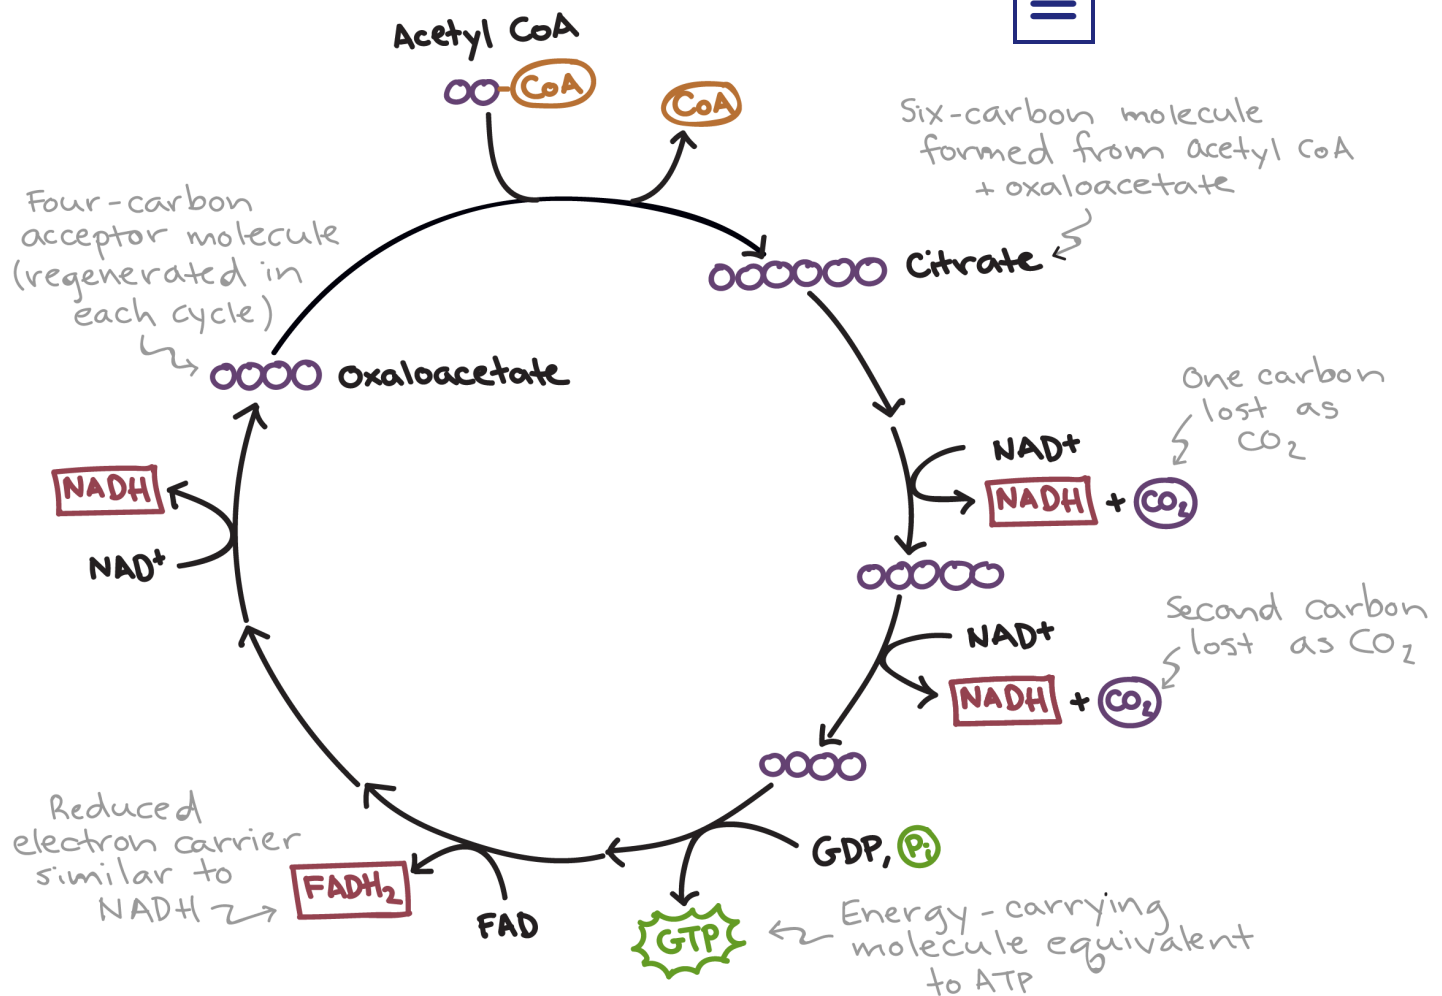 Acetyl CoA
CoA
CoA
Six-carbon molecule
formed from acetyl CoA
+ oxaloacetate
Citrate
Four-carbon
acceptor molecule
(regenerated in
each cycle)
Oxaloacetate
One carbon
lost as
CO₂
NAD⁺
NADH + CO₂
Second carbon
lost as CO₂
NAD⁺
NADH + CO₂
GDP, Pi
GTP
Energy-carrying
molecule equivalent
to ATP
FAD
FADH₂
Reduced
electron carrier
similar to
NADH
NAD⁺
NADH